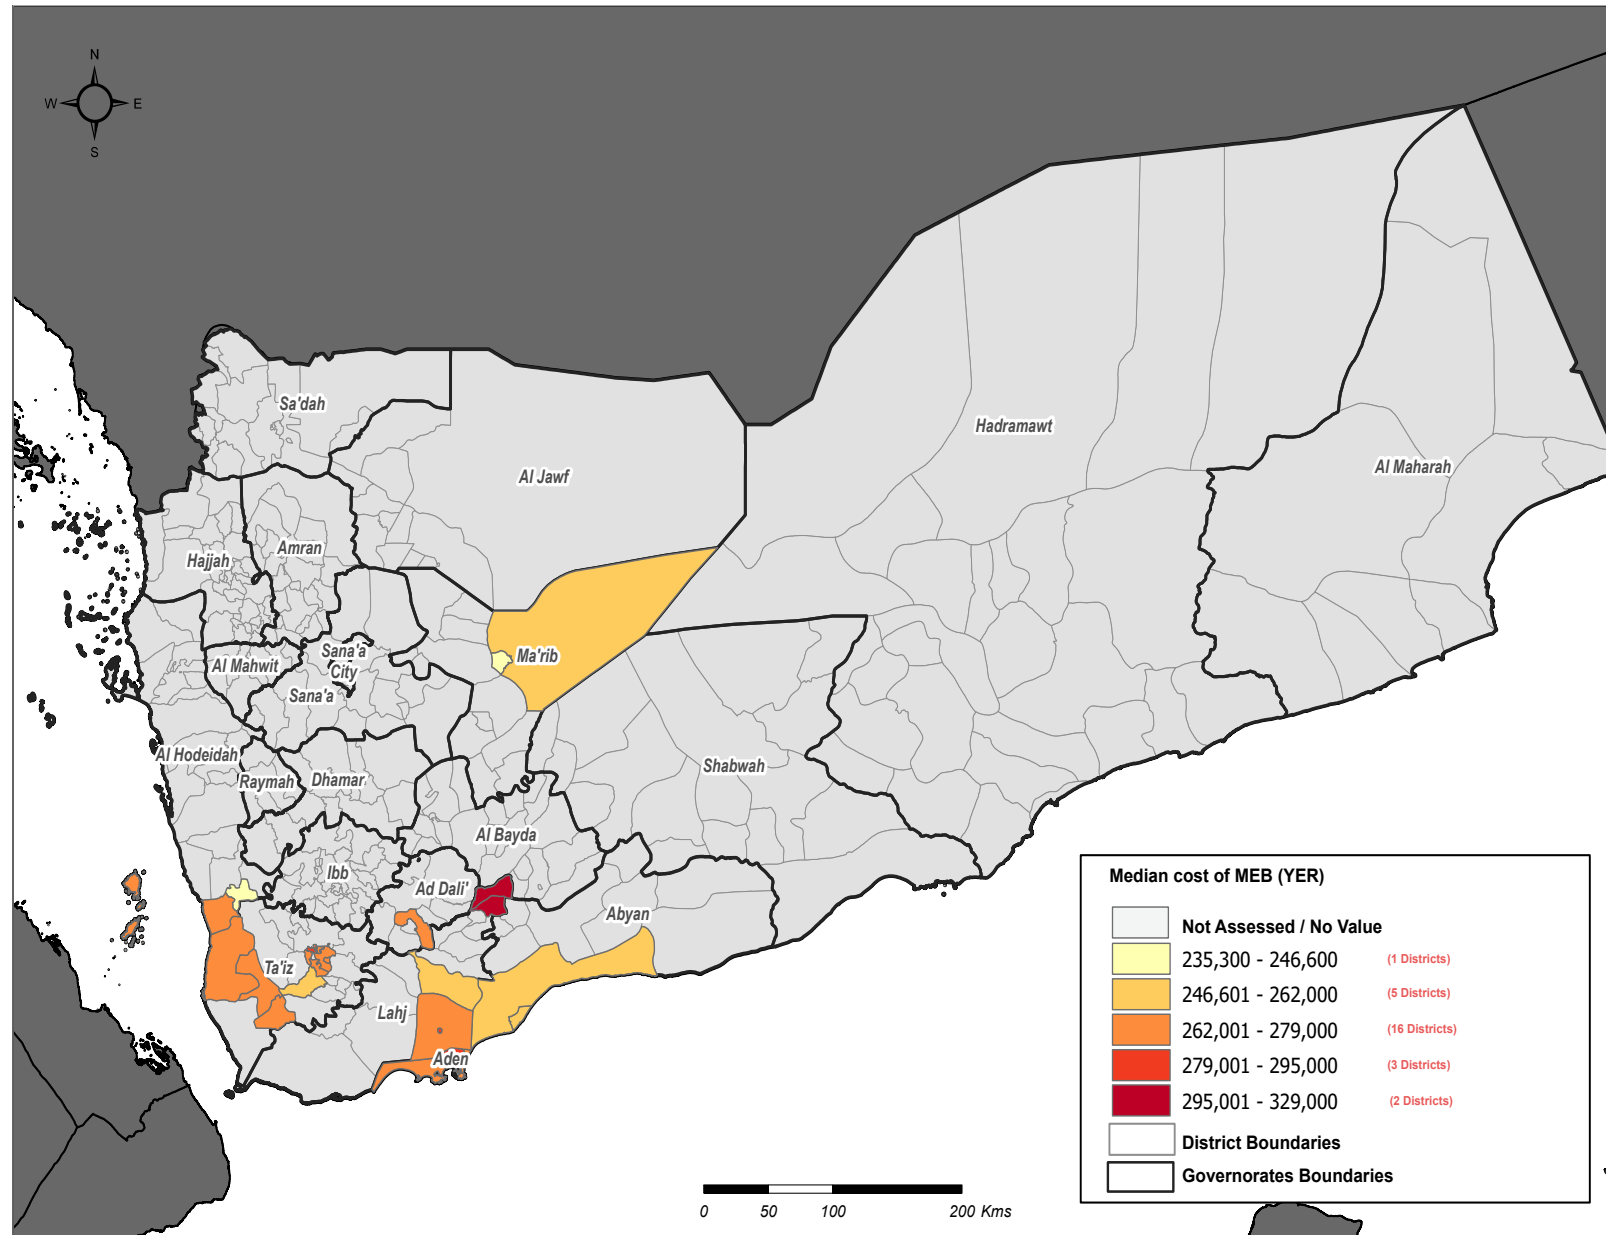 N
W E
S
Sa'dah
Al Jawf
Hadramawt
Al Maharah
Hajjah
Amran
Al Mahwit
Sana'a
City
Sana'a
Ma'rib
Al Hodeidah
Raymah
Dhamar
Shabwah
Al Bayda
Ibb
Ad Dali'
Abyan
Ta'iz
Lahj
Aden
Median cost of MEB (YER)
Not Assessed / No Value
235,300 - 246,600 (1 Districts)
246,601 - 262,000 (5 Districts)
262,001 - 279,000 (16 Districts)
279,001 - 295,000 (3 Districts)
295,001 - 329,000 (2 Districts)
District Boundaries
Governorates Boundaries
0 50 100 200 Kms